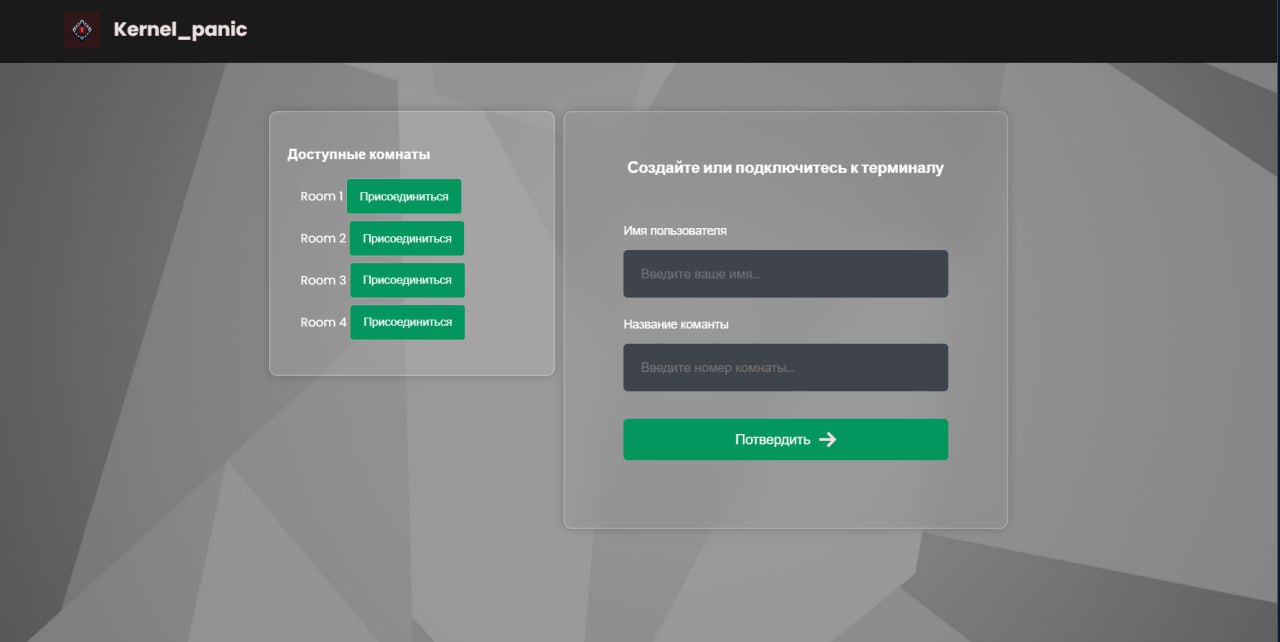 Kernel_panic
Доступные комнаты
Room 1 Присоединиться
Room 2 Присоединиться
Room 3 Присоединиться
Room 4 Присоединиться
Создайте или подключитесь к терминалу
Имя пользователя
Введите ваше имя...
Название команты
Введите номер комнаты...
Потвердить